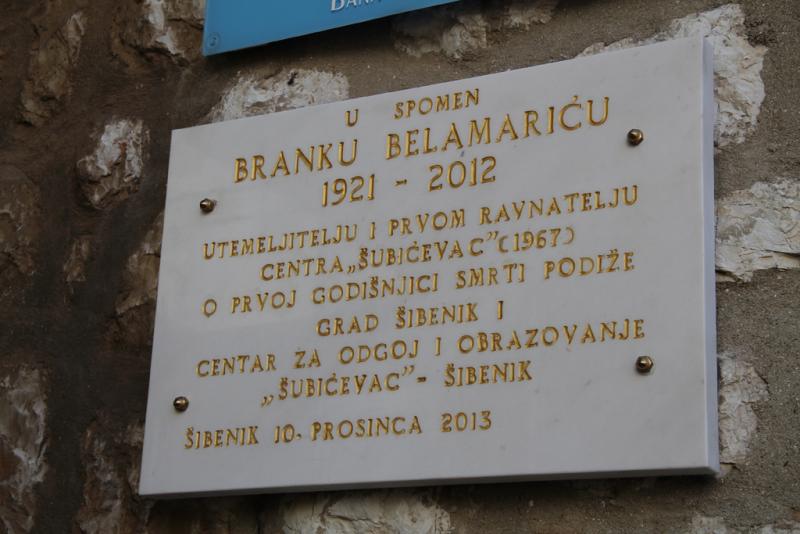 U SPOMEN
BRANKU BELAMARIĆU
1921 - 2012
UTEMELJITELJU I PRVOM RAVNATELJU
CENTRA „ŠUBIĆEVAC” (1967)
O PRVOJ GODIŠNJICI SMRTI PODIŽE
GRAD ŠIBENIK I
CENTAR ZA ODGOJ I OBRAZOVANJE
„ŠUBIĆEVAC” - ŠIBENIK
ŠIBENIK 10. PROSINCA 2013